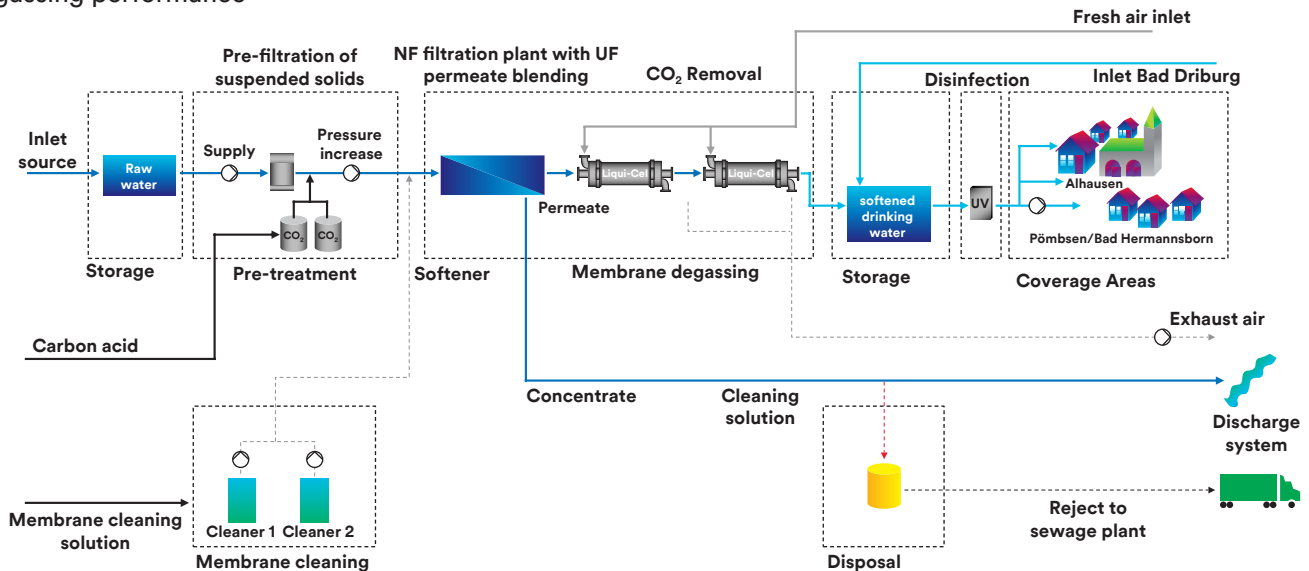 gassing performance
Fresh air inlet
Pre-filtration of
suspended solids
NF filtration plant with UF
permeate blending
CO₂ Removal
Disinfection
Inlet Bad Driburg
Inlet
source
Raw
water
Supply
Pressure
increase
Liqui-Cel
Liqui-Cel
Permeate
softened
drinking
water
UV
Alhausen
Pömbsen/Bad Hermannsborn
CO₂
CO₂
Storage
Pre-treatment
Softener
Membrane degassing
Storage
Coverage Areas
Carbon acid
Exhaust air
Concentrate
Cleaning
solution
Discharge
system
Membrane cleaning
solution
Cleaner 1
Cleaner 2
Membrane cleaning
Reject to
sewage plant
Disposal